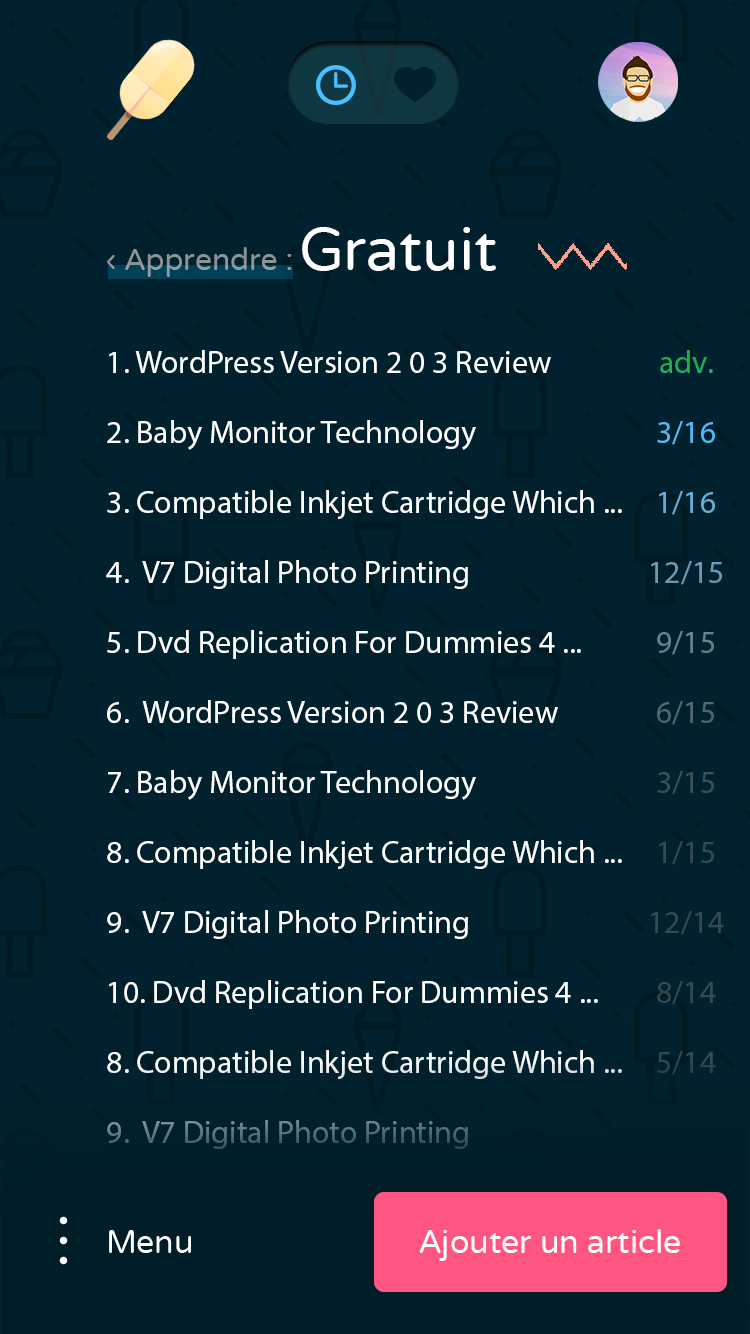 ‹ Apprendre : Gratuit
1. WordPress Version 2 0 3 Review adv.
2. Baby Monitor Technology 3/16
3. Compatible Inkjet Cartridge Which ... 1/16
4. V7 Digital Photo Printing 12/15
5. Dvd Replication For Dummies 4 ... 9/15
6. WordPress Version 2 0 3 Review 6/15
7. Baby Monitor Technology 3/15
8. Compatible Inkjet Cartridge Which ... 1/15
9. V7 Digital Photo Printing 12/14
10. Dvd Replication For Dummies 4 ... 8/14
8. Compatible Inkjet Cartridge Which ... 5/14
9. V7 Digital Photo Printing
Menu
Ajouter un article